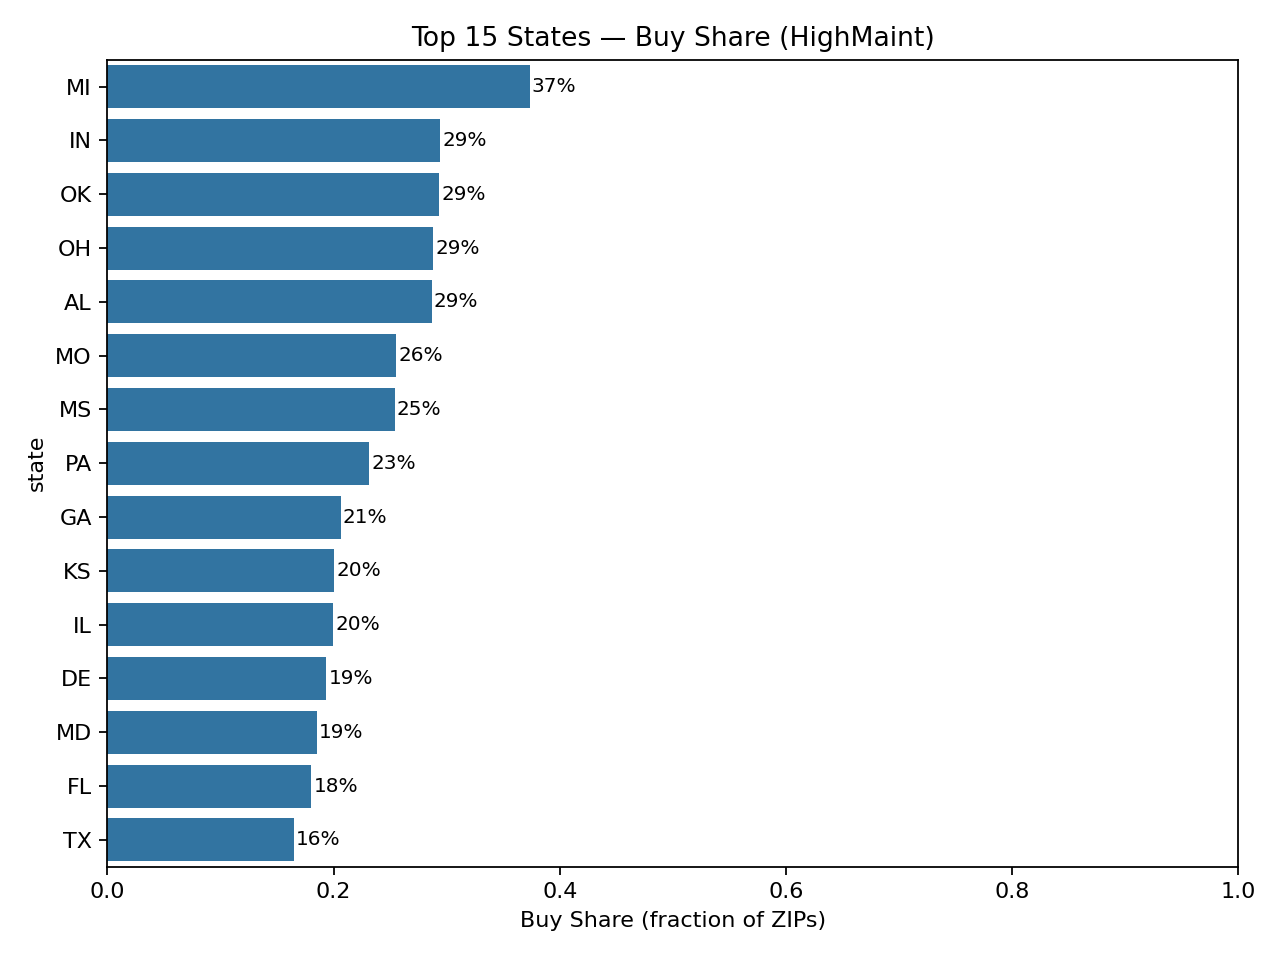 Top 15 States — Buy Share (HighMaint)
MI 37%
IN 29%
OK 29%
OH 29%
AL 29%
MO 26%
MS 25%
PA 23%
GA 21%
KS 20%
IL 20%
DE 19%
MD 19%
FL 18%
TX 16%
state
0.0 0.2 0.4 0.6 0.8 1.0
Buy Share (fraction of ZIPs)